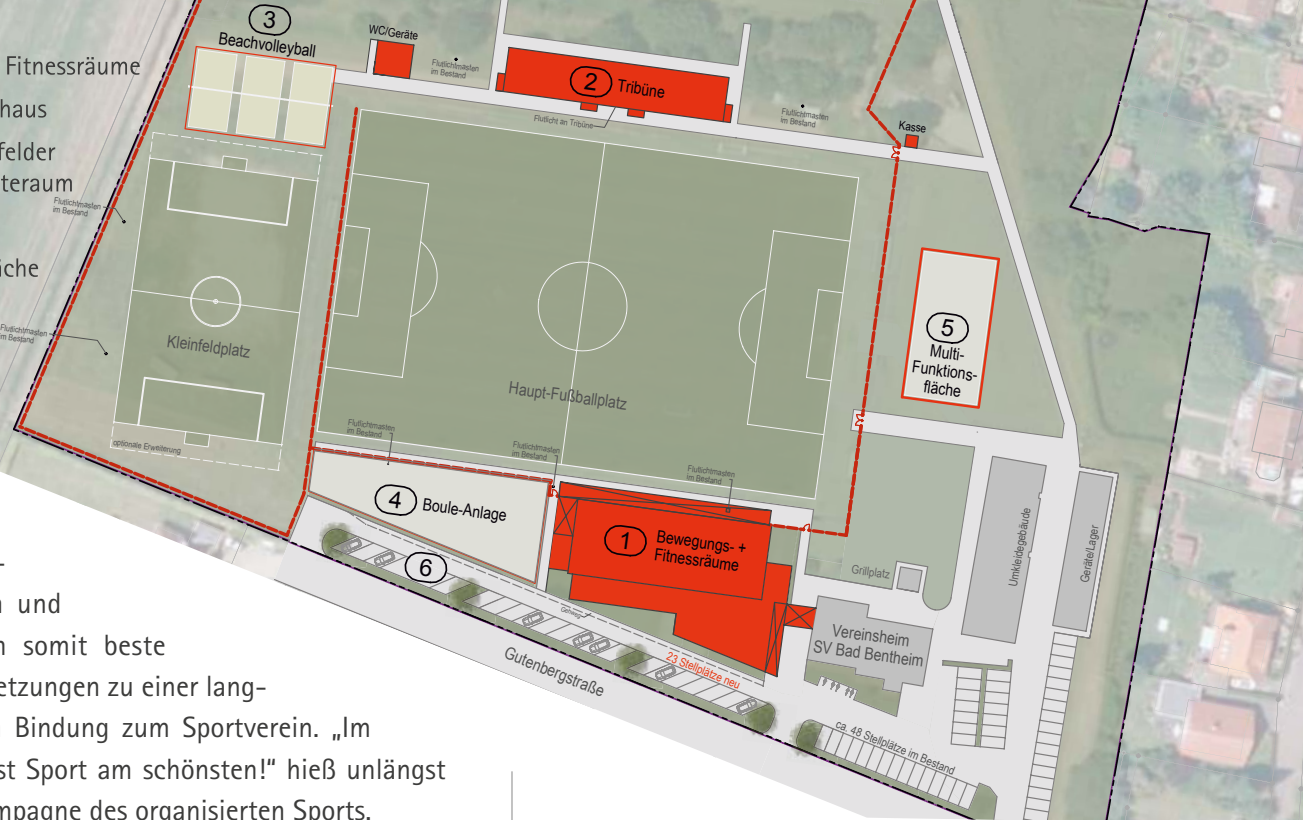 Fitnessräume
haus
felder
teraum
3
Beachvolleyball
WC/Geräte
Flutlichtmasten
im Bestand
2 Tribüne
Flutlicht an Tribüne
Flutlichtmasten
im Bestand
Kasse
Flutlichtmasten
im Bestand
Flutlichtmasten
im Bestand
Kleinfeldplatz
optionale Erweiterung
Haupt-Fußballplatz
5
Multi-
Funktions-
fläche
Flutlichtmasten
im Bestand
Flutlichtmasten
im Bestand
Flutlichtmasten
im Bestand
4 Boule-Anlage
1 Bewegungs- +
Fitnessräume
6
Gehweg
23 Stellplätze neu
Gutenbergstraße
Grillplatz
Umkleidegebäude
Geräte/Lager
Vereinsheim
SV Bad Bentheim
ca. 48 Stellplätze im Bestand
und
somit beste
etzungen zu einer lang-
Bindung zum Sportverein. „Im
st Sport am schönsten!“ hieß unlängst
mpagne des organisierten Sports.